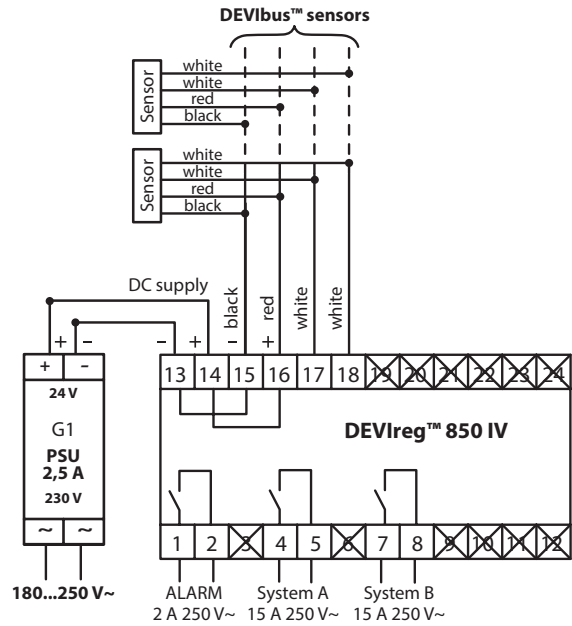 DEVIbus™ sensors
white
white
red
black
Sensor
white
white
red
black
Sensor
DC supply
black
red
white
white
+ – – + – +
+ –
13 14 15 16 17 18 19 20 21 22 23 24
24 V
G1
PSU
2,5 A
230 V
~ ~
DEVIreg™ 850 IV
1 2 3 4 5 6 7 8 9 10 11 12
180...250 V~
ALARM
2 A 250 V~
System A
15 A 250 V~
System B
15 A 250 V~